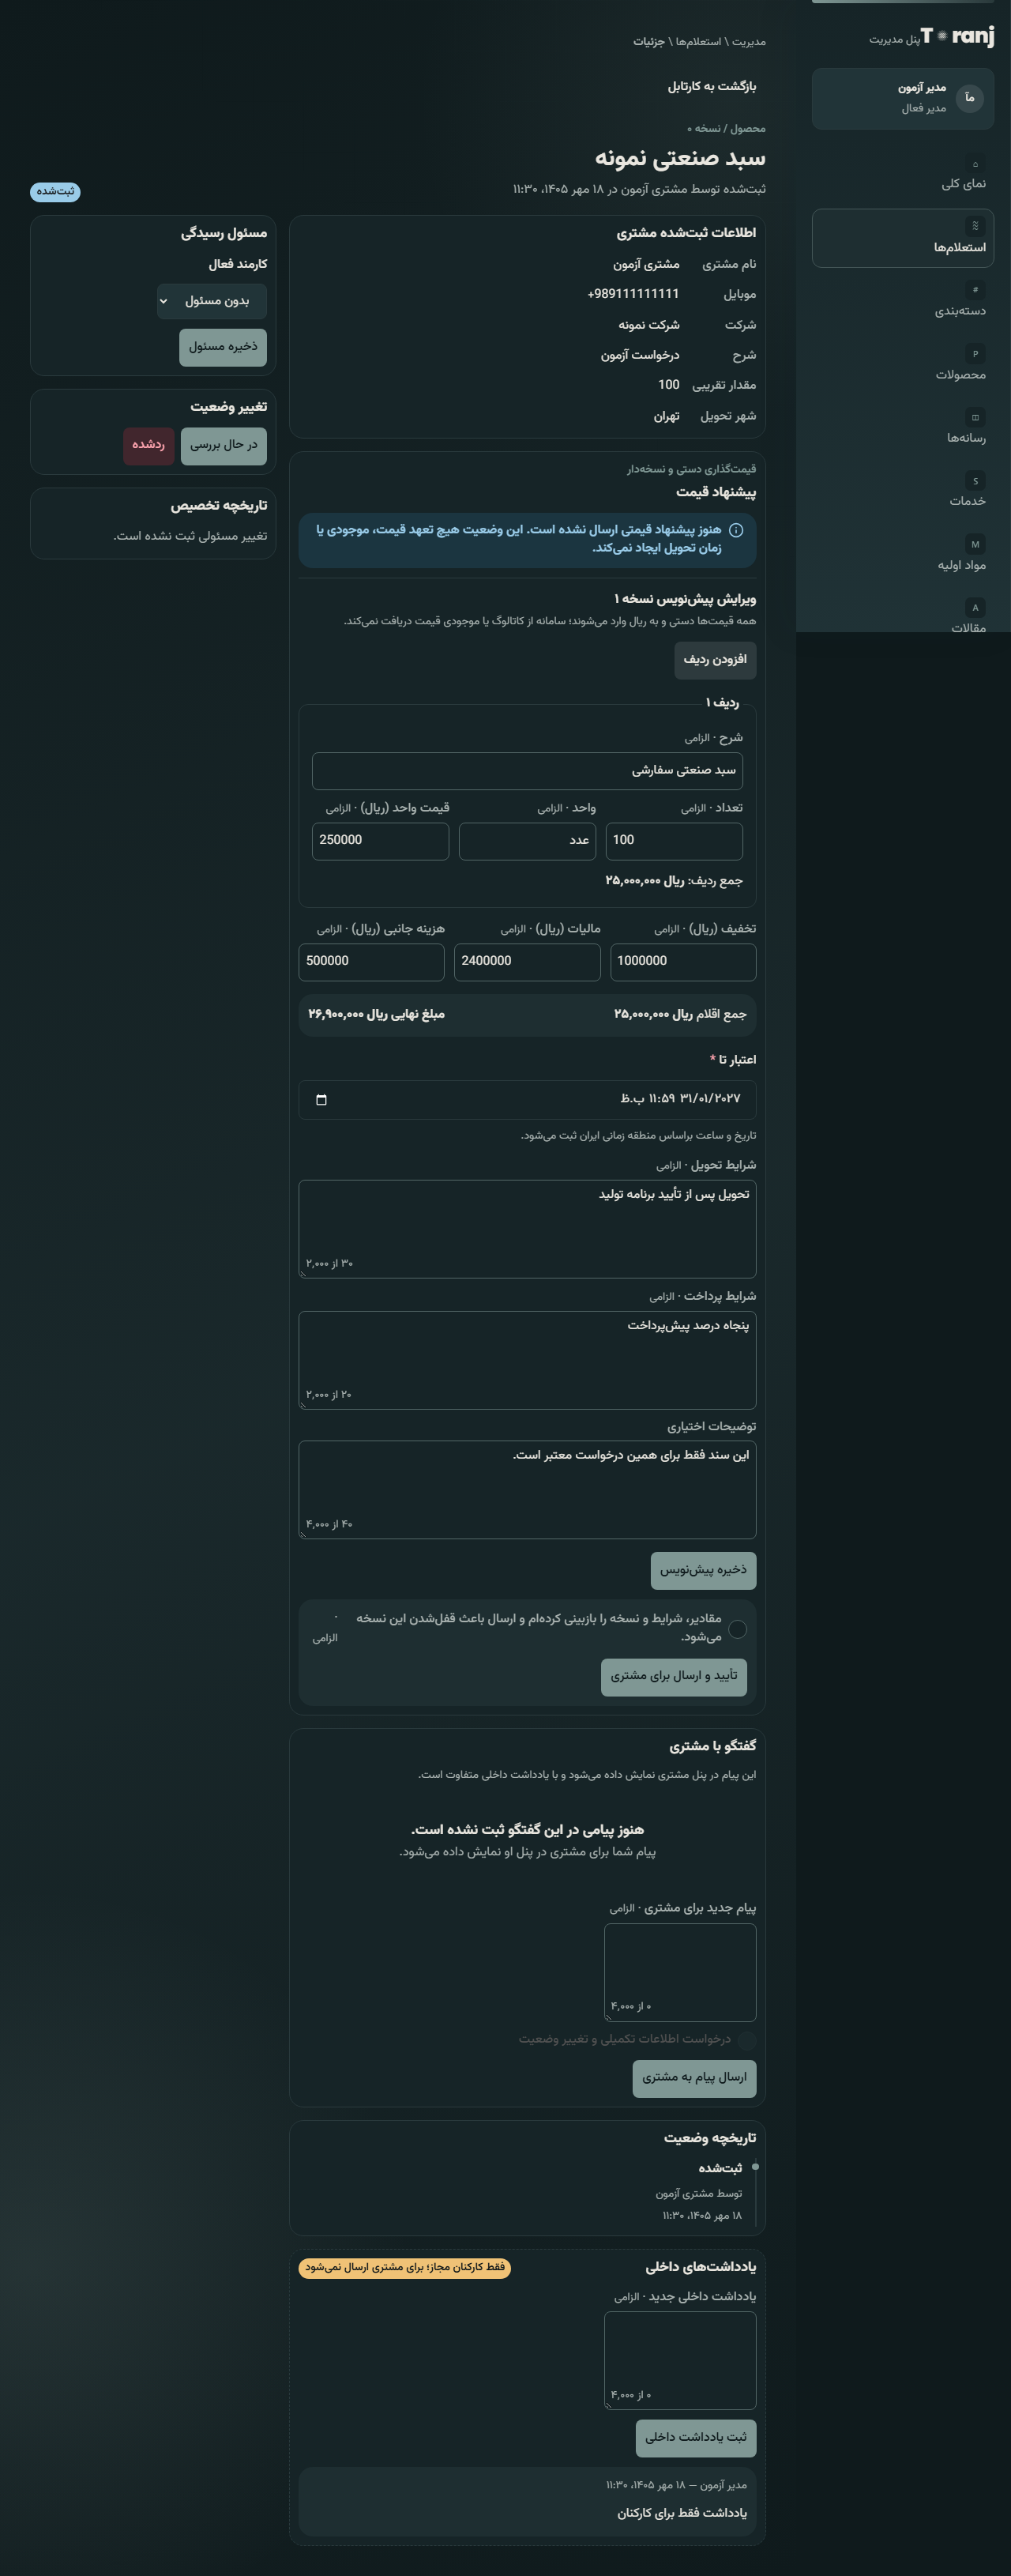 Toranj
پنل مدیریت
مآ
مدیر آزمون
مدیر فعال
نمای کلی
استعلام‌ها
#
دسته‌بندی
P
محصولات
رسانه‌ها
S
خدمات
M
مواد اولیه
A
مقالات
مدیریت \ استعلام‌ها \ جزئیات
بازگشت به کارتابل
محصول / نسخه ۰
سبد صنعتی نمونه
ثبت‌شده توسط مشتری آزمون در ۱۸ مهر ۱۴۰۵، ۱۱:۳۰
ثبت‌شده
اطلاعات ثبت‌شده مشتری
نام مشتری مشتری آزمون
موبایل +989111111111
شرکت شرکت نمونه
شرح درخواست آزمون
مقدار تقریبی 100
شهر تحویل تهران
قیمت‌گذاری دستی و نسخه‌دار
پیشنهاد قیمت
هنوز پیشنهاد قیمتی ارسال نشده است. این وضعیت هیچ تعهد قیمت، موجودی یا
زمان تحویل ایجاد نمی‌کند.
ویرایش پیش‌نویس نسخه ۱
همه قیمت‌ها دستی و به ریال وارد می‌شوند؛ سامانه از کاتالوگ یا موجودی قیمت دریافت نمی‌کند.
افزودن ردیف
ردیف ۱
شرح · الزامی
سبد صنعتی سفارشی
تعداد · الزامی
واحد · الزامی
قیمت واحد (ریال) · الزامی
100
عدد
250000
جمع ردیف: ریال ۲۵,۰۰۰,۰۰۰
تخفیف (ریال) · الزامی
مالیات (ریال) · الزامی
هزینه جانبی (ریال) · الزامی
1000000
2400000
500000
جمع اقلام ریال ۲۵,۰۰۰,۰۰۰
مبلغ نهایی ریال ۲۶,۹۰۰,۰۰۰
اعتبار تا *
۳۱/۰۱/۲۰۲۷ ۱۱:۵۹ ب.ظ
تاریخ و ساعت براساس منطقه زمانی ایران ثبت می‌شود.
شرایط تحویل · الزامی
تحویل پس از تأیید برنامه تولید
۳۰ از ۲,۰۰۰
شرایط پرداخت · الزامی
پنجاه درصد پیش‌پرداخت
۲۰ از ۲,۰۰۰
توضیحات اختیاری
این سند فقط برای همین درخواست معتبر است.
۴۰ از ۴,۰۰۰
ذخیره پیش‌نویس
مقادیر، شرایط و نسخه را بازبینی کرده‌ام و ارسال باعث قفل‌شدن این نسخه
می‌شود.
·
الزامی
تأیید و ارسال برای مشتری
گفتگو با مشتری
این پیام در پنل مشتری نمایش داده می‌شود و با یادداشت داخلی متفاوت است.
هنوز پیامی در این گفتگو ثبت نشده است.
پیام شما برای مشتری در پنل او نمایش داده می‌شود.
پیام جدید برای مشتری · الزامی
۰ از ۴,۰۰۰
درخواست اطلاعات تکمیلی و تغییر وضعیت
ارسال پیام به مشتری
تاریخچه وضعیت
ثبت‌شده
توسط مشتری آزمون
۱۸ مهر ۱۴۰۵، ۱۱:۳۰
یادداشت‌های داخلی
فقط کارکنان مجاز؛ برای مشتری ارسال نمی‌شود
یادداشت داخلی جدید · الزامی
۰ از ۴,۰۰۰
ثبت یادداشت داخلی
مدیر آزمون — ۱۸ مهر ۱۴۰۵، ۱۱:۳۰
یادداشت فقط برای کارکنان
مسئول رسیدگی
کارمند فعال
بدون مسئول
ذخیره مسئول
تغییر وضعیت
در حال بررسی
ردشده
تاریخچه تخصیص
تغییر مسئولی ثبت نشده است.